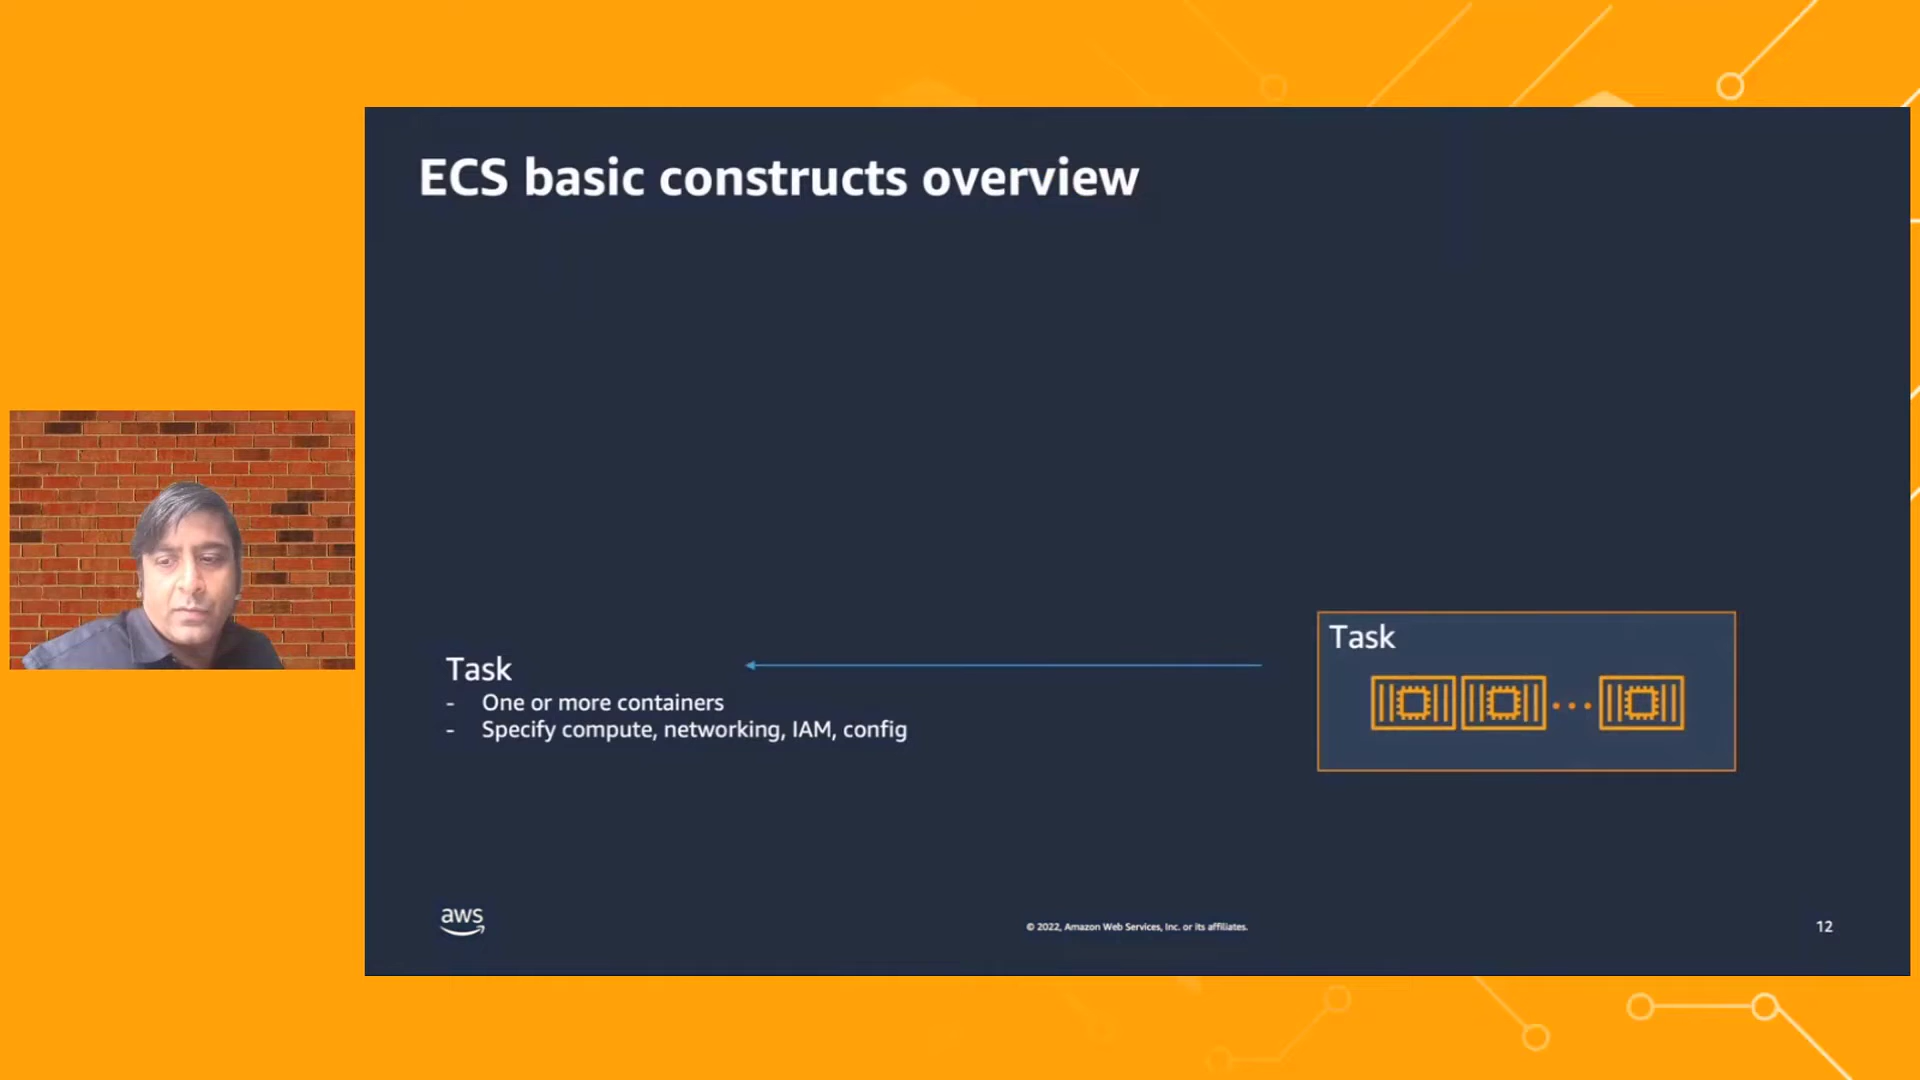 ECS basic constructs overview
Task
Task
- One or more containers
- Specify compute, networking, IAM, config
aws
© 2022, Amazon Web Services, Inc. or its affiliates.
12